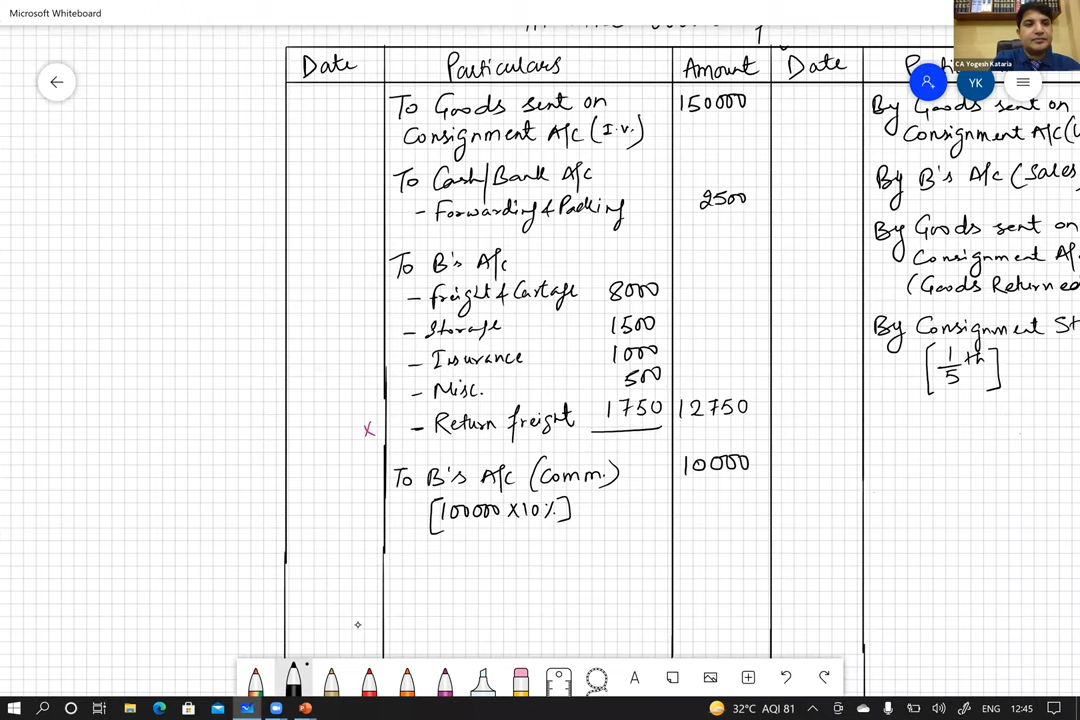 Microsoft Whiteboard
CA Yogesh Kataria
YK
Date Particulars Amount Date
To Goods sent on 150000
Consignment A/c (I.v.)
To Cash/Bank A/c
- Forwarding & Packing 2500
To B's A/c
- freight & Cartage 8000
- Storage 1500
- Insurance 1000
- Misc. 500
x - Return freight 1750 12750
To B's A/c (Comm.) 10000
[100000 X 10%]
By Goods sent on
Consignment A/c
By B's A/c (Sales
By Goods sent on
Consignment A/
(Goods Returned
By Consignment St
[1/5 th]
A
32°C AQI 81
ENG 12:45